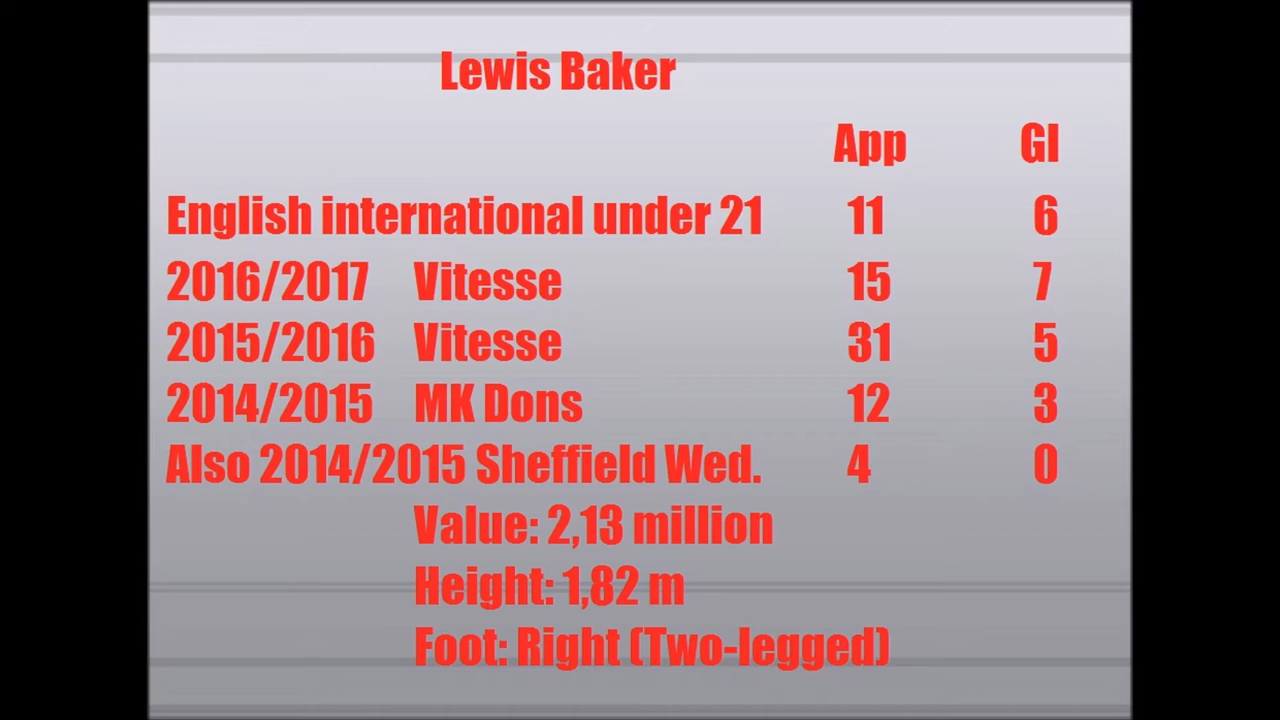 Lewis Baker
App Gl
English international under 21 11 6
2016/2017 Vitesse 15 7
2015/2016 Vitesse 31 5
2014/2015 MK Dons 12 3
Also 2014/2015 Sheffield Wed. 4 0
Value: 2,13 million
Height: 1,82 m
Foot: Right (Two-legged)